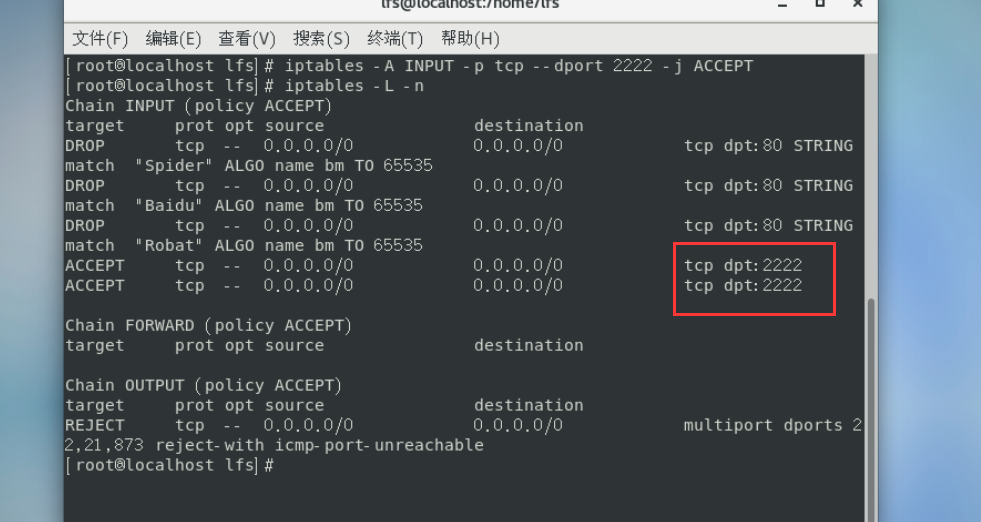 lfs@localhost:/home/lfs
文件(F) 编辑(E) 查看(V) 搜索(S) 终端(T) 帮助(H)
[root@localhost lfs]# iptables -A INPUT -p tcp --dport 2222 -j ACCEPT
[root@localhost lfs]# iptables -L -n
Chain INPUT (policy ACCEPT)
target     prot opt source               destination
DROP       tcp  --  0.0.0.0/0            0.0.0.0/0            tcp dpt:80 STRING
match  "Spider" ALGO name bm TO 65535
DROP       tcp  --  0.0.0.0/0            0.0.0.0/0            tcp dpt:80 STRING
match  "Baidu" ALGO name bm TO 65535
DROP       tcp  --  0.0.0.0/0            0.0.0.0/0            tcp dpt:80 STRING
match  "Robat" ALGO name bm TO 65535
ACCEPT     tcp  --  0.0.0.0/0            0.0.0.0/0            tcp dpt:2222
ACCEPT     tcp  --  0.0.0.0/0            0.0.0.0/0            tcp dpt:2222
Chain FORWARD (policy ACCEPT)
target     prot opt source               destination
Chain OUTPUT (policy ACCEPT)
target     prot opt source               destination
REJECT     tcp  --  0.0.0.0/0            0.0.0.0/0            multiport dports 2
2,21,873 reject-with icmp-port-unreachable
[root@localhost lfs]#